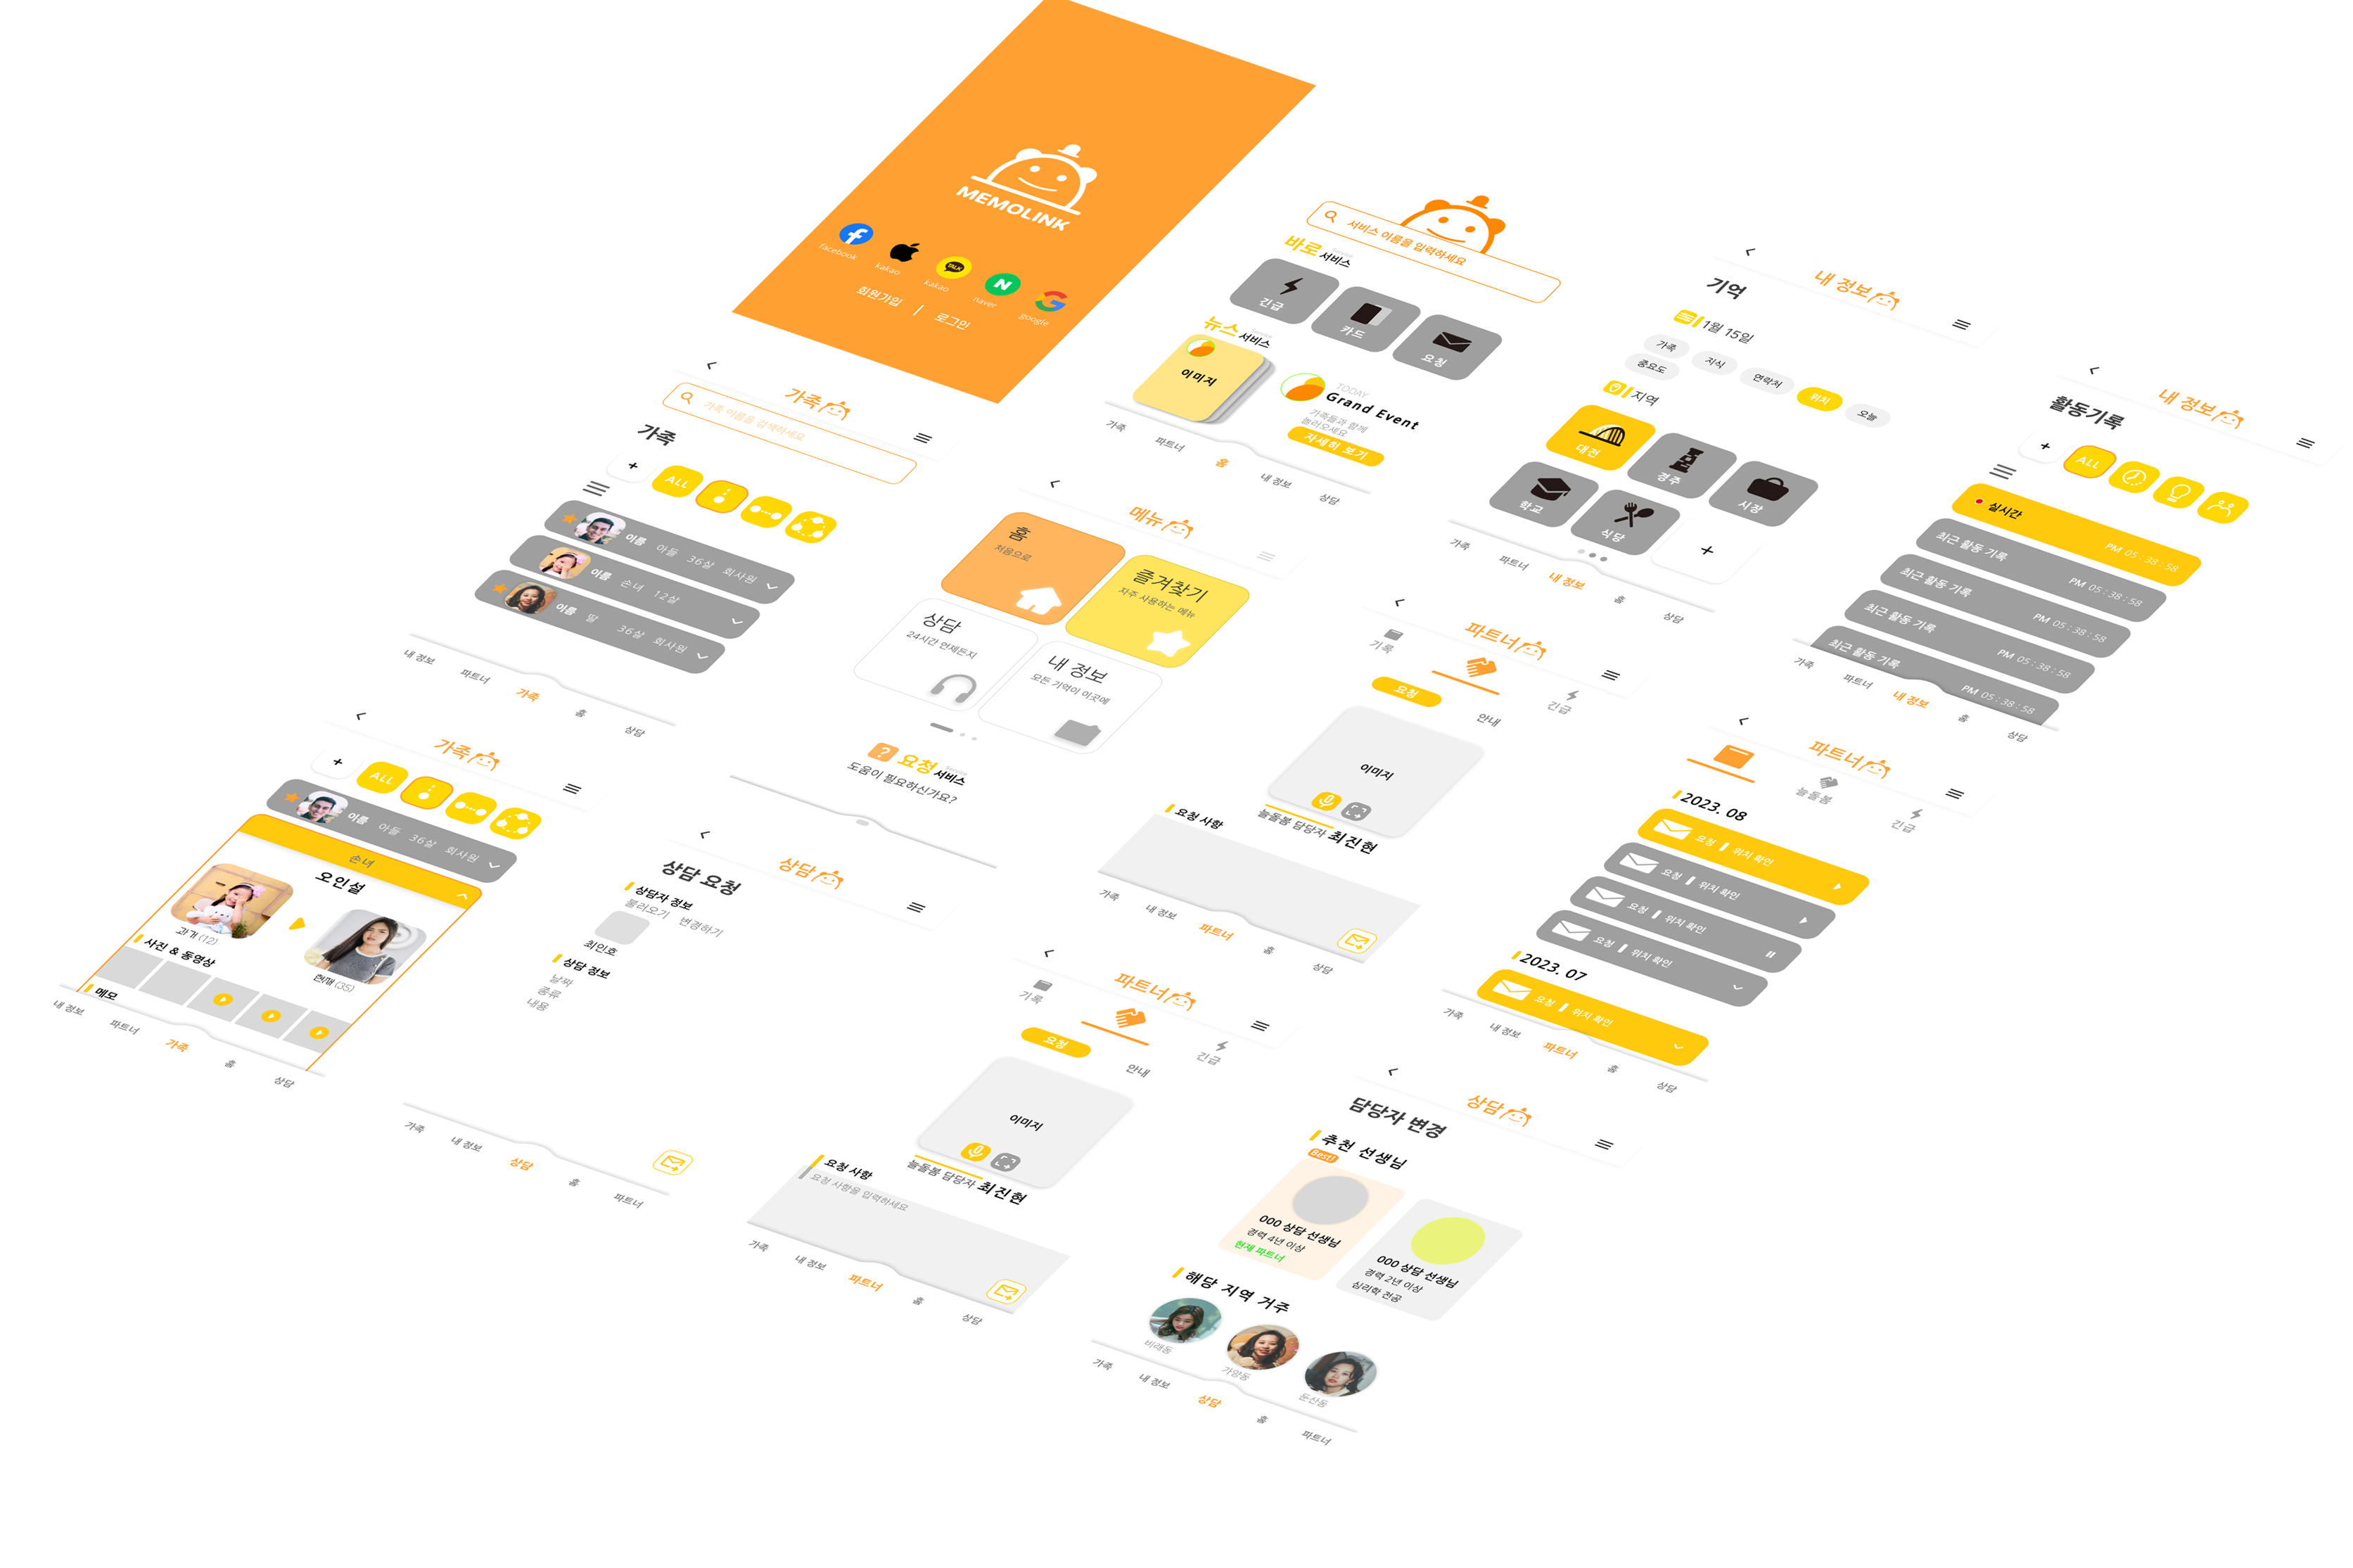 MEMOLINK
facebook
kakao
kakao
naver
google
회원가입 | 로그인
서비스 이름을 입력하세요
바로 서비스
Service
긴급
카드
요청
뉴스 서비스
Service
이미지
TODAY
Grand Event
가족들과 함께
놀러오세요
자세히 보기
가족
파트너
홈
내 정보
상담
내 정보
기억
1월 15일
가족
지식
연락처
위치
오늘
중요도
지역
대전
경주
시장
학교
식당
+
가족
파트너
내 정보
홈
상담
내 정보
활동기록
+
ALL
실시간
PM 05 : 38 : 58
최근 활동 기록
PM 05 : 38 : 58
최근 활동 기록
PM 05 : 38 : 58
최근 활동 기록
PM 05 : 38 : 58
최근 활동 기록
PM 05 : 38 : 58
가족
파트너
내 정보
홈
상담
가족
가족 이름을 검색하세요
가족
+
ALL
이름 아들 36살 회사원
이름 손녀 12살
이름 딸 36살 회사원
내 정보
파트너
가족
홈
상담
메뉴
홈
처음으로
즐겨찾기
자주 사용하는 메뉴
상담
24시간 언제든지
내 정보
모든 기억이 이곳에
? 요청 서비스
Service
도움이 필요하신가요?
파트너
기록
긴급
요청
안내
이미지
늘돌봄 담당자 최진현
요청 사항
가족
내 정보
파트너
홈
상담
파트너
늘돌봄
긴급
2023. 08
요청 위치 확인
요청 위치 확인
요청 위치 확인
요청 위치 확인
2023. 07
요청 위치 확인
가족
내 정보
파트너
홈
상담
가족
+
ALL
이름 아들 36살 회사원
손녀
오인설
과거 (12)
현재 (35)
사진 & 동영상
메모
내 정보
파트너
가족
홈
상담
상담
상담 요청
상담자 정보
불러오기 변경하기
최인호
상담 정보
날짜
종류
내용
가족
내 정보
상담
홈
파트너
파트너
기록
긴급
요청
안내
이미지
늘돌봄 담당자 최진현
요청 사항
요청 사항을 입력하세요
가족
내 정보
파트너
홈
상담
상담
담당자 변경
추천 선생님
Best!
000 상담 선생님
경력 4년 이상
현재 파트너
000 상담 선생님
경력 2년 이상
심리학 전공
해당 지역 거주
비래동
가양동
둔산동
가족
내 정보
상담
홈
파트너